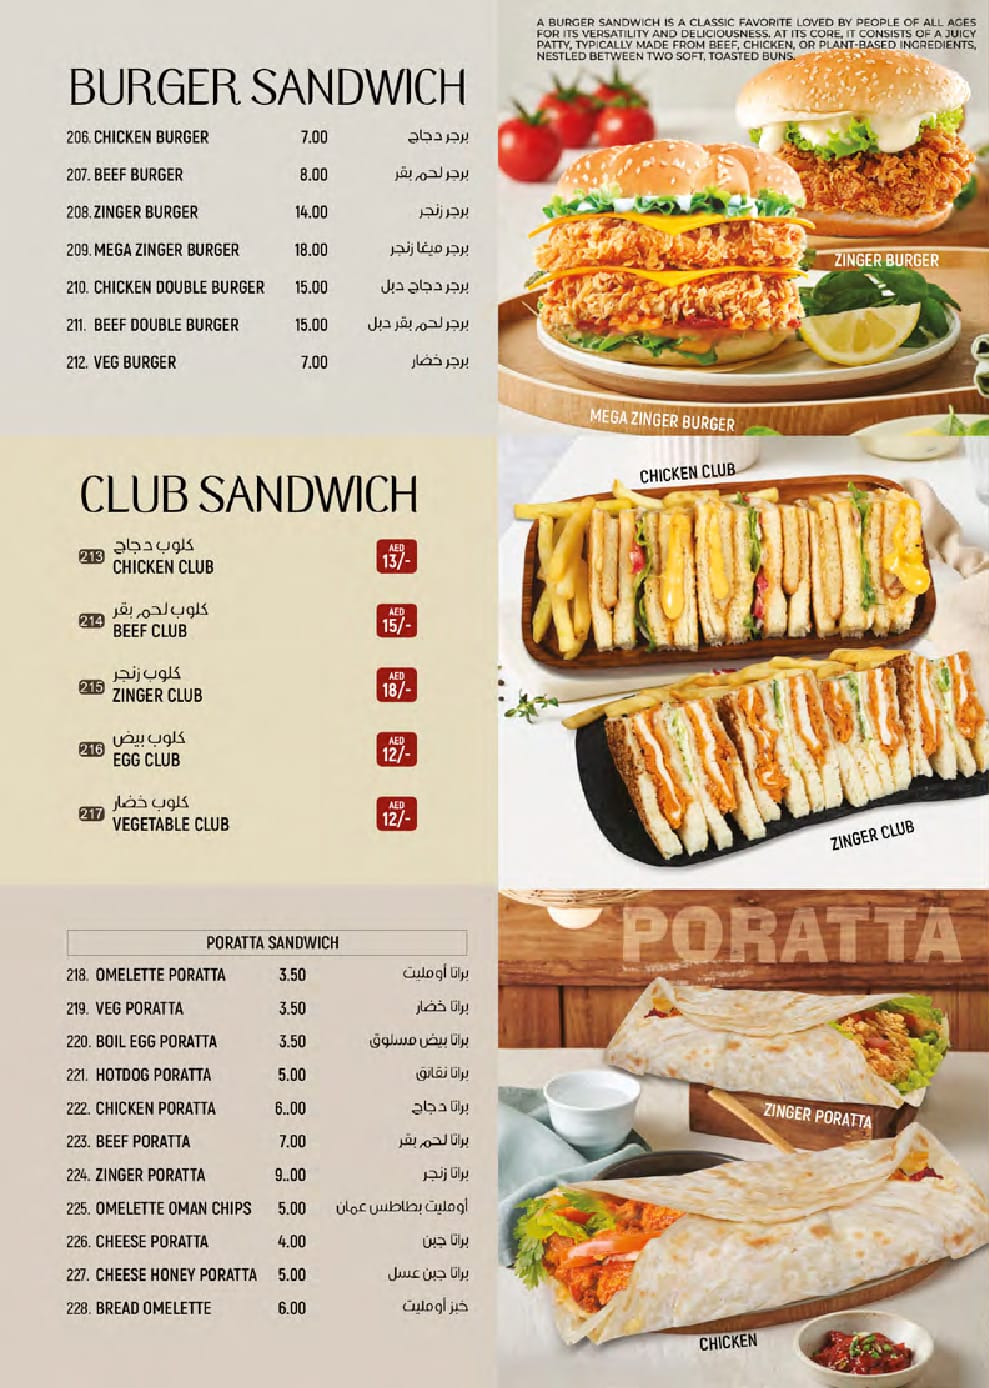 A BURGER SANDWICH IS A CLASSIC FAVORITE LOVED BY PEOPLE OF ALL AGES
FOR ITS VERSATILITY AND DELICIOUSNESS. AT ITS CORE, IT CONSISTS OF A JUICY
PATTY, TYPICALLY MADE FROM BEEF, CHICKEN, OR PLANT-BASED INGREDIENTS,
NESTLED BETWEEN TWO SOFT, TOASTED BUNS.
BURGER SANDWICH
206. CHICKEN BURGER 7.00 برجر دجاج
207. BEEF BURGER 8.00 برجر لحم بقر
208. ZINGER BURGER 14.00 برجر زنجر
209. MEGA ZINGER BURGER 18.00 برجر ميغا زنجر
210. CHICKEN DOUBLE BURGER 15.00 برجر دجاج دبل
211. BEEF DOUBLE BURGER 15.00 برجر لحم بقر دبل
212. VEG BURGER 7.00 برجر خضار
ZINGER BURGER
MEGA ZINGER BURGER
CLUB SANDWICH
213 كلوب دجاج
CHICKEN CLUB
AED
13/-
214 كلوب لحم بقر
BEEF CLUB
AED
15/-
215 كلوب زنجر
ZINGER CLUB
AED
18/-
216 كلوب بيض
EGG CLUB
AED
12/-
217 كلوب خضار
VEGETABLE CLUB
AED
12/-
CHICKEN CLUB
ZINGER CLUB
PORATTA SANDWICH
218. OMELETTE PORATTA 3.50 براتا أومليت
219. VEG PORATTA 3.50 براتا خضار
220. BOIL EGG PORATTA 3.50 براتا بيض مسلوق
221. HOTDOG PORATTA 5.00 براتا نقانق
222. CHICKEN PORATTA 6..00 براتا دجاج
223. BEEF PORATTA 7.00 براتا لحم بقر
224. ZINGER PORATTA 9..00 براتا زنجر
225. OMELETTE OMAN CHIPS 5.00 أومليت بطاطس عمان
226. CHEESE PORATTA 4.00 براتا جبن
227. CHEESE HONEY PORATTA 5.00 براتا جبن عسل
228. BREAD OMELETTE 6.00 خبز أومليت
PORATTA
ZINGER PORATTA
CHICKEN